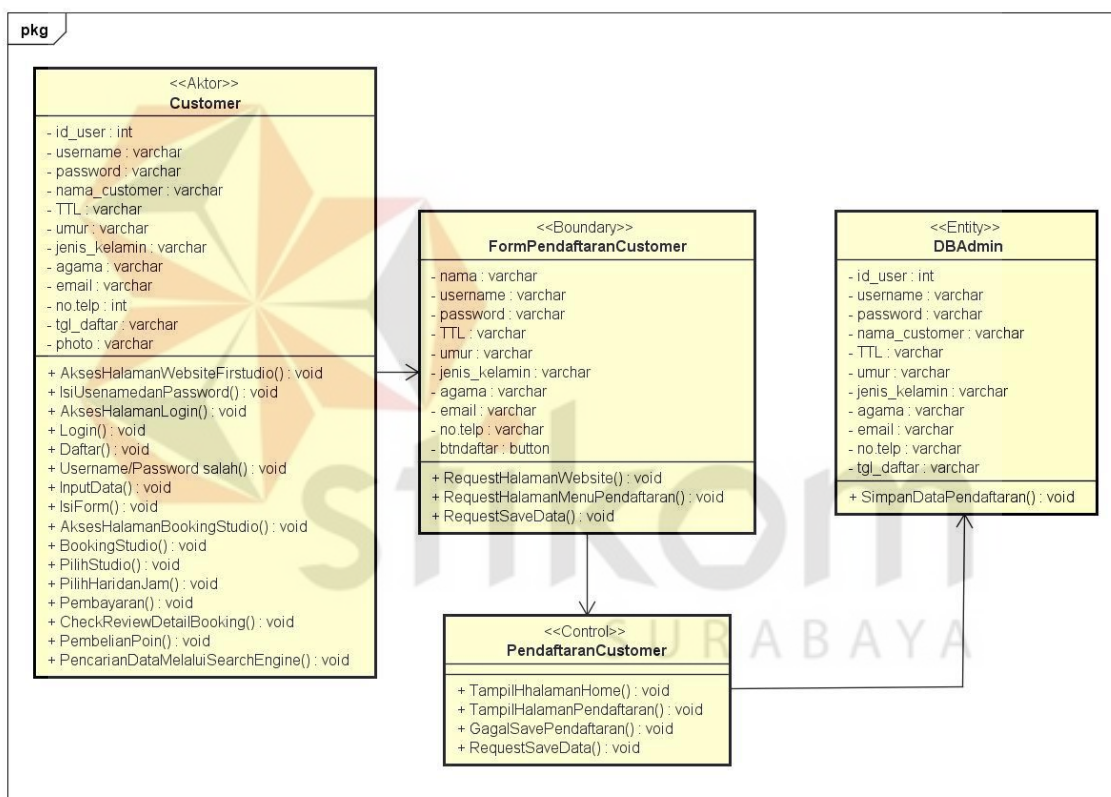 pkg
<<Aktor>>
Customer
- id_user : int
- username : varchar
- password : varchar
- nama_customer : varchar
- TTL : varchar
- umur : varchar
- jenis_kelamin : varchar
- agama : varchar
- email : varchar
- no.telp : int
- tgl_daftar : varchar
- photo : varchar
+ AksesHalamanWebsiteFirstudio() : void
+ IsiUsenamedanPassword() : void
+ AksesHalamanLogin() : void
+ Login() : void
+ Daftar() : void
+ Username/Password salah() : void
+ InputData() : void
+ IsiForm() : void
+ AksesHalamanBookingStudio() : void
+ BookingStudio() : void
+ PilihStudio() : void
+ PilihHaridanJam() : void
+ Pembayaran() : void
+ CheckReviewDetailBooking() : void
+ PembelianPoin() : void
+ PencarianDataMelaluiSearchEngine() : void
<<Boundary>>
FormPendaftaranCustomer
- nama : varchar
- username : varchar
- password : varchar
- TTL : varchar
- umur : varchar
- jenis_kelamin : varchar
- agama : varchar
- email : varchar
- no.telp : varchar
- btndaftar : button
+ RequestHalamanWebsite() : void
+ RequestHalamanMenuPendaftaran() : void
+ RequestSaveData() : void
<<Entity>>
DBAdmin
- id_user : int
- username : varchar
- password : varchar
- nama_customer : varchar
- TTL : varchar
- umur : varchar
- jenis_kelamin : varchar
- agama : varchar
- email : varchar
- no.telp : varchar
- tgl_daftar : varchar
+ SimpanDataPendaftaran() : void
<<Control>>
PendaftaranCustomer
+ TampilHhalamanHome() : void
+ TampilHalamanPendaftaran() : void
+ GagalSavePendaftaran() : void
+ RequestSaveData() : void
stikom
SURABAYA